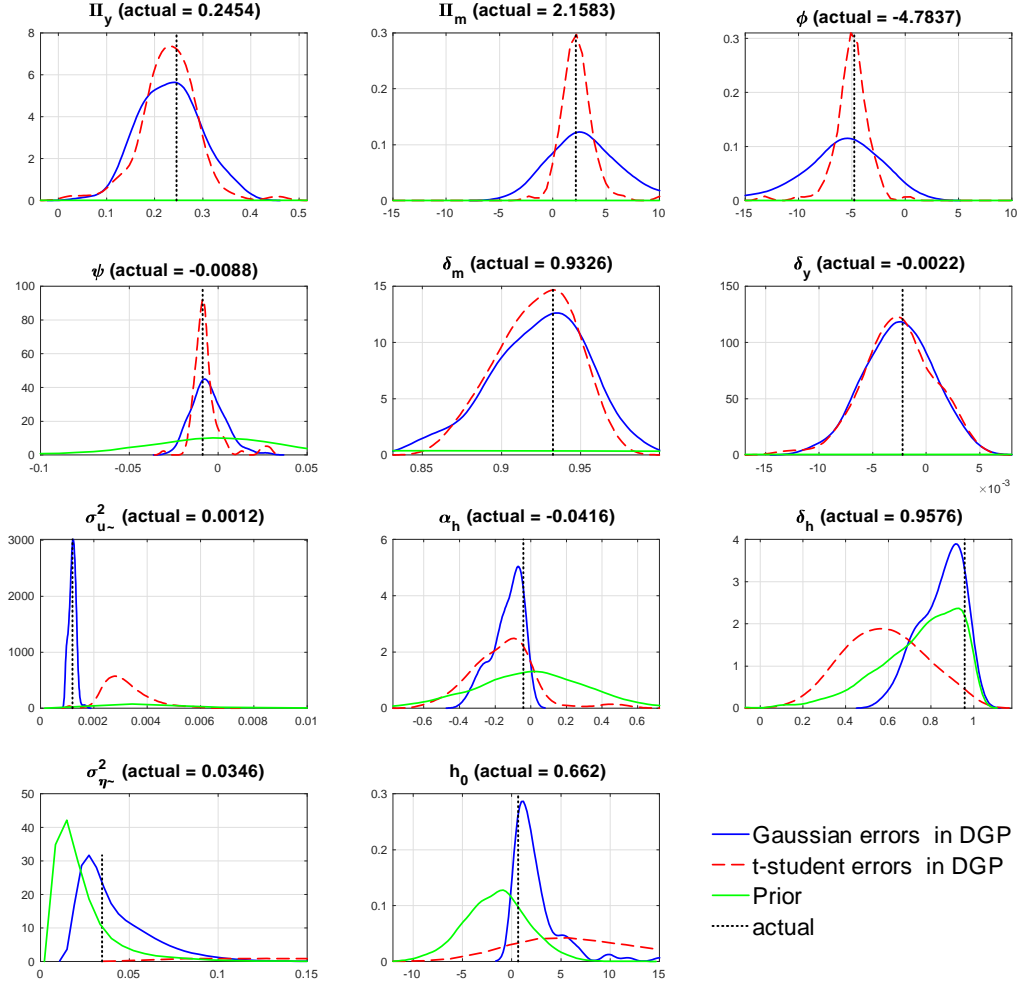 Π_y (actual = 0.2454)
8
6
4
2
0
0 0.1 0.2 0.3 0.4 0.5
Π_m (actual = 2.1583)
0.3
0.2
0.1
0
-15 -10 -5 0 5 10
ϕ (actual = -4.7837)
0.3
0.2
0.1
0
-15 -10 -5 0 5 10
ψ (actual = -0.0088)
100
80
60
40
20
0
-0.1 -0.05 0 0.05
δ_m (actual = 0.9326)
15
10
5
0
0.85 0.9 0.95
δ_y (actual = -0.0022)
150
100
50
0
-15 -10 -5 0 5
×10^-3
σ²_u~ (actual = 0.0012)
3000
2000
1000
0
0 0.002 0.004 0.006 0.008 0.01
α_h (actual = -0.0416)
6
4
2
0
-0.6 -0.4 -0.2 0 0.2 0.4 0.6
δ_h (actual = 0.9576)
4
3
2
1
0
0 0.2 0.4 0.6 0.8 1
σ²_η~ (actual = 0.0346)
50
40
30
20
10
0
0 0.05 0.1 0.15
h_0 (actual = 0.662)
0.3
0.2
0.1
0
-10 -5 0 5 10 15
Gaussian errors in DGP
t-student errors in DGP
Prior
actual